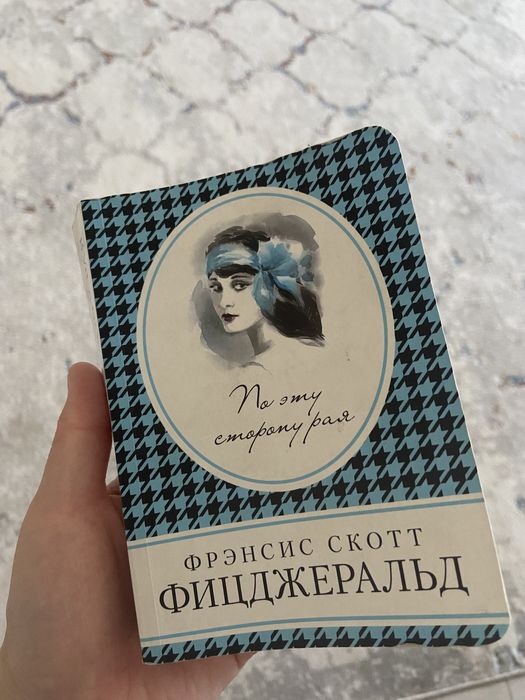 По эту
сторону рая
ФРЭНСИС СКОТТ
ФИЦДЖЕРАЛЬД